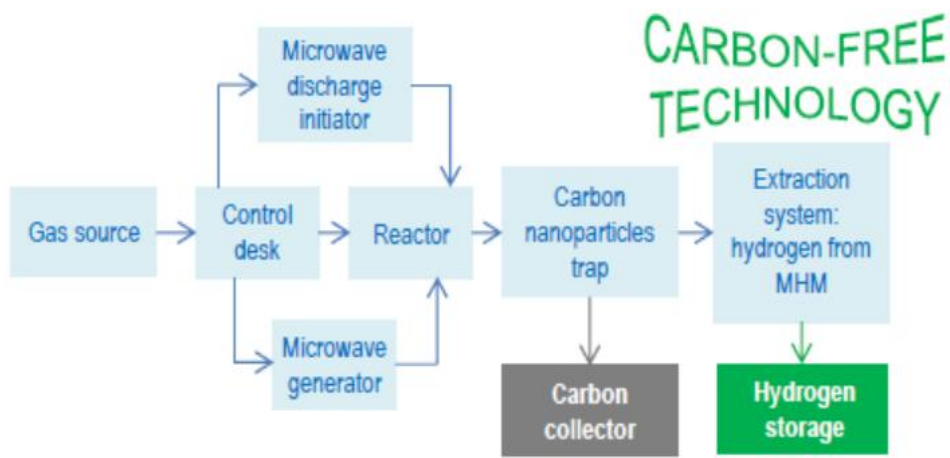 CARBON-FREE
TECHNOLOGY
Microwave
discharge
initiator
Gas source
Control
desk
Reactor
Carbon
nanoparticles
trap
Extraction
system:
hydrogen from
MHM
Microwave
generator
Carbon
collector
Hydrogen
storage